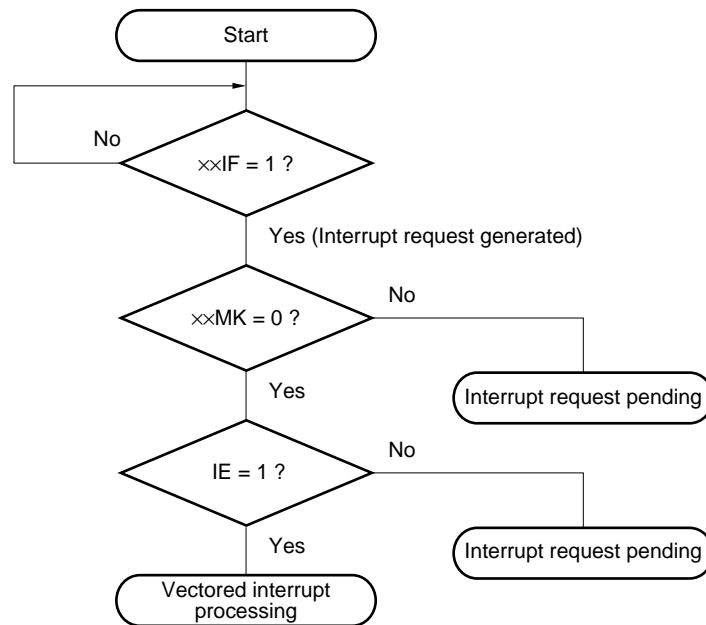 Start
No
××IF = 1 ?
Yes (Interrupt request generated)
××MK = 0 ?
No
Interrupt request pending
Yes
IE = 1 ?
No
Interrupt request pending
Yes
Vectored interrupt
processing